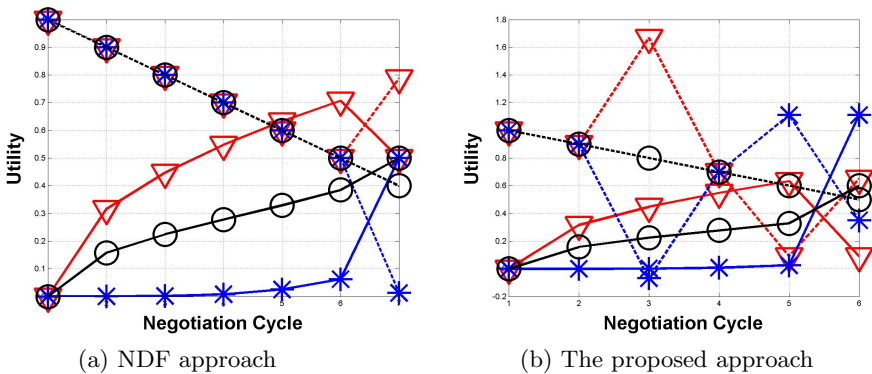 0.9
0.8
0.7
0.6
0.5
0.4
0.3
0.2
0.1
Utility
5 6 7
Negotiation Cycle
(a) NDF approach
1.8
1.6
1.4
1.2
1
0.8
0.6
0.4
0.2
0
-0.2
Utility
1 2 3 4 5 6
Negotiation Cycle
(b) The proposed approach